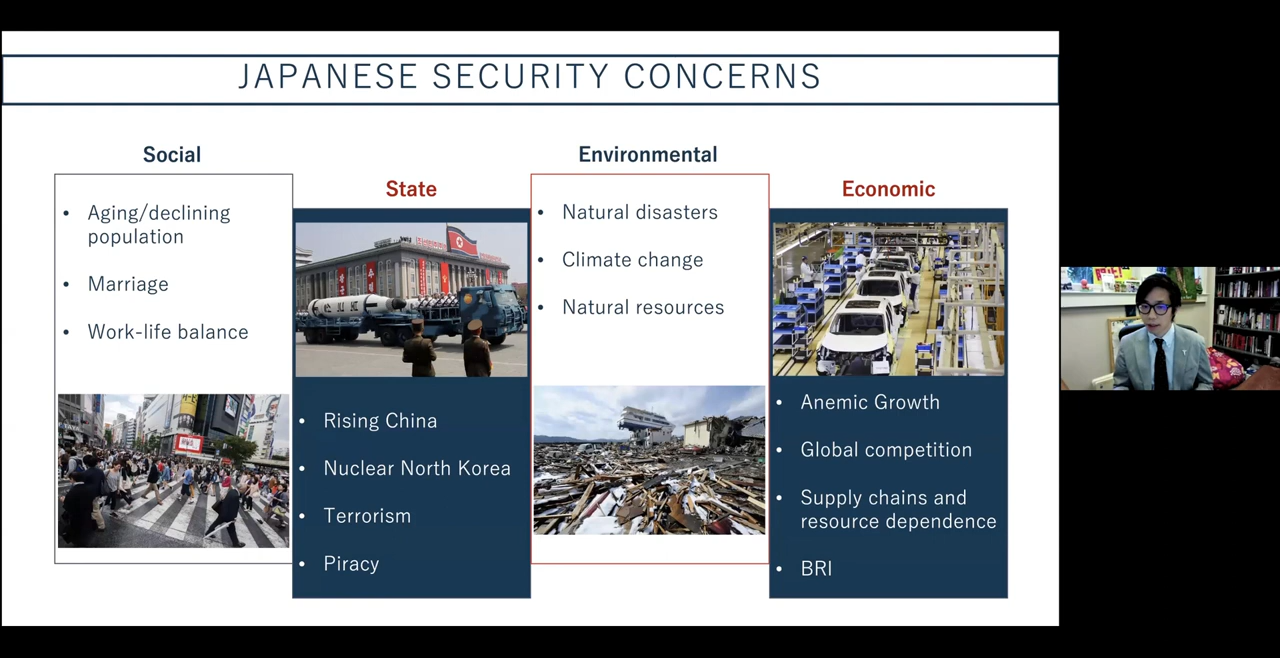 JAPANESE SECURITY CONCERNS
Social
• Aging/declining
population
• Marriage
• Work-life balance
State
• Rising China
• Nuclear North Korea
• Terrorism
• Piracy
Environmental
• Natural disasters
• Climate change
• Natural resources
Economic
• Anemic Growth
• Global competition
• Supply chains and
resource dependence
• BRI